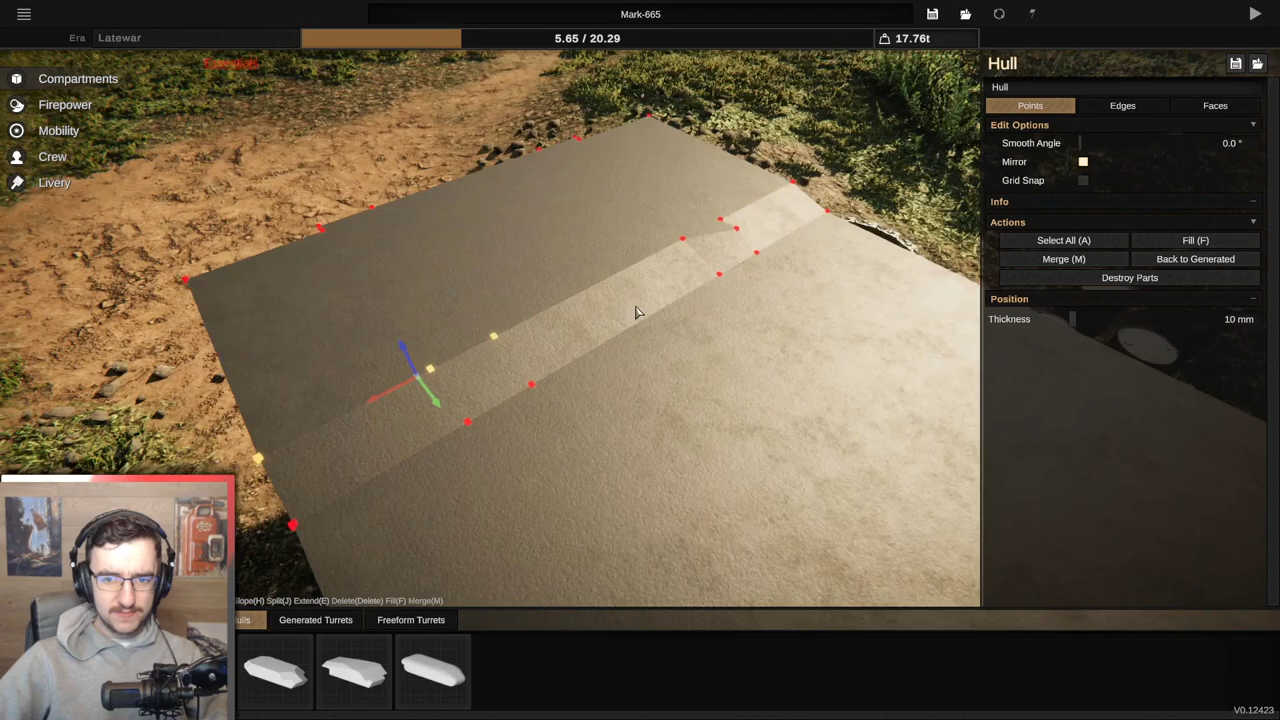 Mark-665
Era
Latewar
5.65 / 20.29
17.76t
Compartments
Firepower
Mobility
Crew
Livery
Hull
Hull
Points
Edges
Faces
Edit Options
Smooth Angle
0.0 °
Mirror
Grid Snap
Info
Actions
Select All (A)
Fill (F)
Merge (M)
Back to Generated
Destroy Parts
Position
Thickness
10 mm
Split(J) Extend(E) Delete(Delete) Fill(F) Merge(M)
Generated Turrets
Freeform Turrets
V0.12423